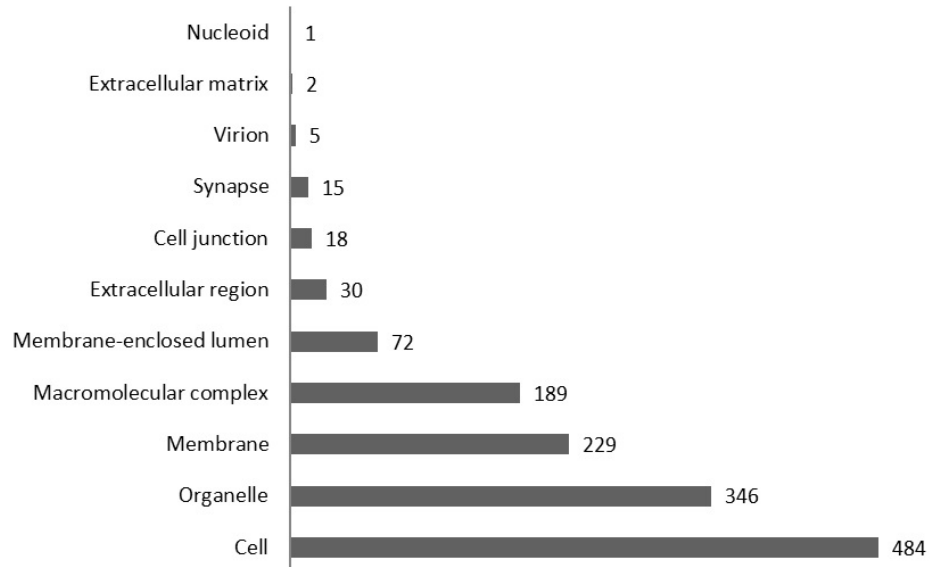 Nucleoid 1
Extracellular matrix 2
Virion 5
Synapse 15
Cell junction 18
Extracellular region 30
Membrane-enclosed lumen 72
Macromolecular complex 189
Membrane 229
Organelle 346
Cell 484